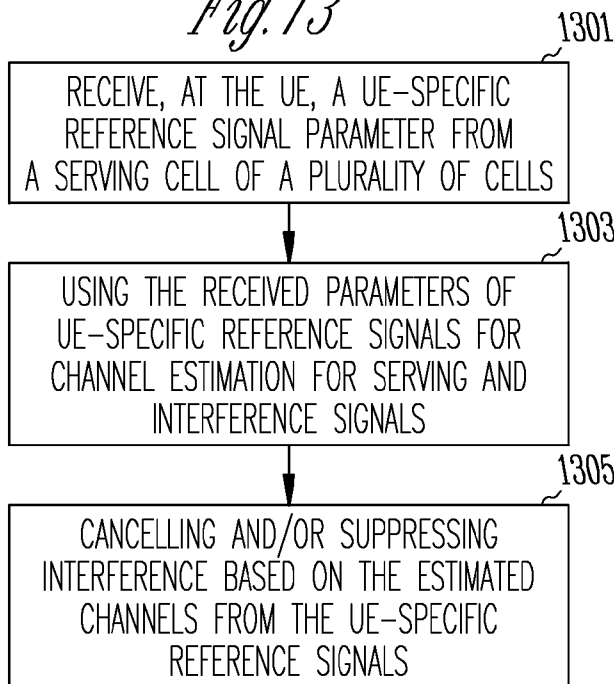 Fig. 13
1301
RECEIVE, AT THE UE, A UE-SPECIFIC
REFERENCE SIGNAL PARAMETER FROM
A SERVING CELL OF A PLURALITY OF CELLS
1303
USING THE RECEIVED PARAMETERS OF
UE-SPECIFIC REFERENCE SIGNALS FOR
CHANNEL ESTIMATION FOR SERVING AND
INTERFERENCE SIGNALS
1305
CANCELLING AND/OR SUPPRESSING
INTERFERENCE BASED ON THE ESTIMATED
CHANNELS FROM THE UE-SPECIFIC
REFERENCE SIGNALS